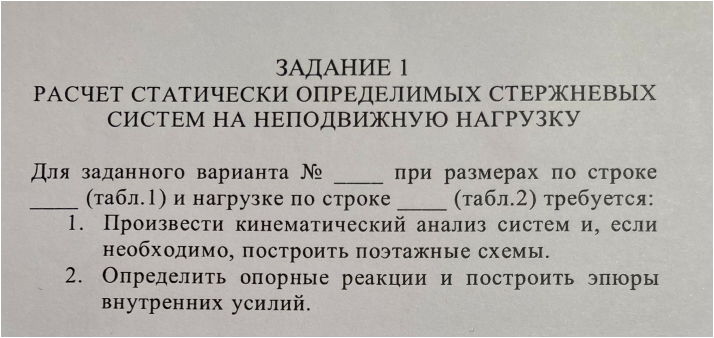 ЗАДАНИЕ 1
РАСЧЕТ СТАТИЧЕСКИ ОПРЕДЕЛИМЫХ СТЕРЖНЕВЫХ
СИСТЕМ НА НЕПОДВИЖНУЮ НАГРУЗКУ
Для заданного варианта № ____ при размерах по строке
____ (табл.1) и нагрузке по строке ____ (табл.2) требуется:
1. Произвести кинематический анализ систем и, если
необходимо, построить поэтажные схемы.
2. Определить опорные реакции и построить эпюры
внутренних усилий.